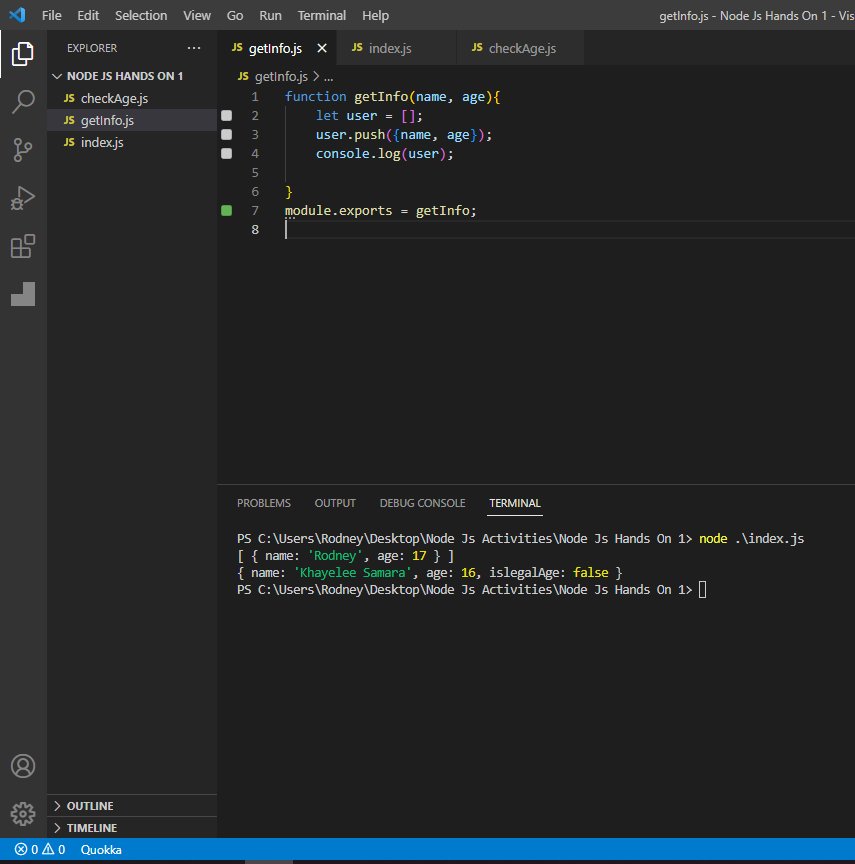 File Edit Selection View Go Run Terminal Help getInfo.js - Node Js Hands On 1 - Vis
EXPLORER ...
NODE JS HANDS ON 1
JS checkAge.js
JS getInfo.js
JS index.js
JS getInfo.js × JS index.js JS checkAge.js
JS getInfo.js > ...
1 function getInfo(name, age){
2 let user = [];
3 user.push({name, age});
4 console.log(user);
5
6 }
7 module.exports = getInfo;
8
PROBLEMS OUTPUT DEBUG CONSOLE TERMINAL
PS C:\Users\Rodney\Desktop\Node Js Activities\Node Js Hands On 1> node .\index.js
[ { name: 'Rodney', age: 17 } ]
{ name: 'Khayelee Samara', age: 16, islegalAge: false }
PS C:\Users\Rodney\Desktop\Node Js Activities\Node Js Hands On 1>
OUTLINE
TIMELINE
0 0 Quokka